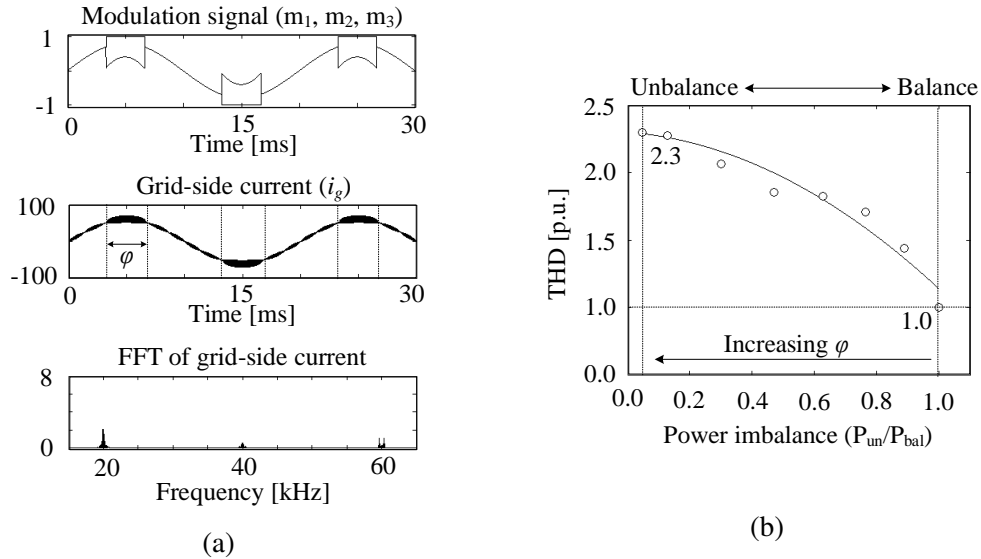 Modulation signal (m₁, m₂, m₃)
1
-1
0 15 30
Time [ms]
Grid-side current (i_g)
100
φ
-100
0 15 30
Time [ms]
FFT of grid-side current
8
0
20 40 60
Frequency [kHz]
(a)
Unbalance Balance
2.5
2.0
1.5
1.0
0.5
0.0
THD [p.u.]
2.3
1.0
Increasing φ
0.0 0.2 0.4 0.6 0.8 1.0
Power imbalance (P_un/P_bal)
(b)